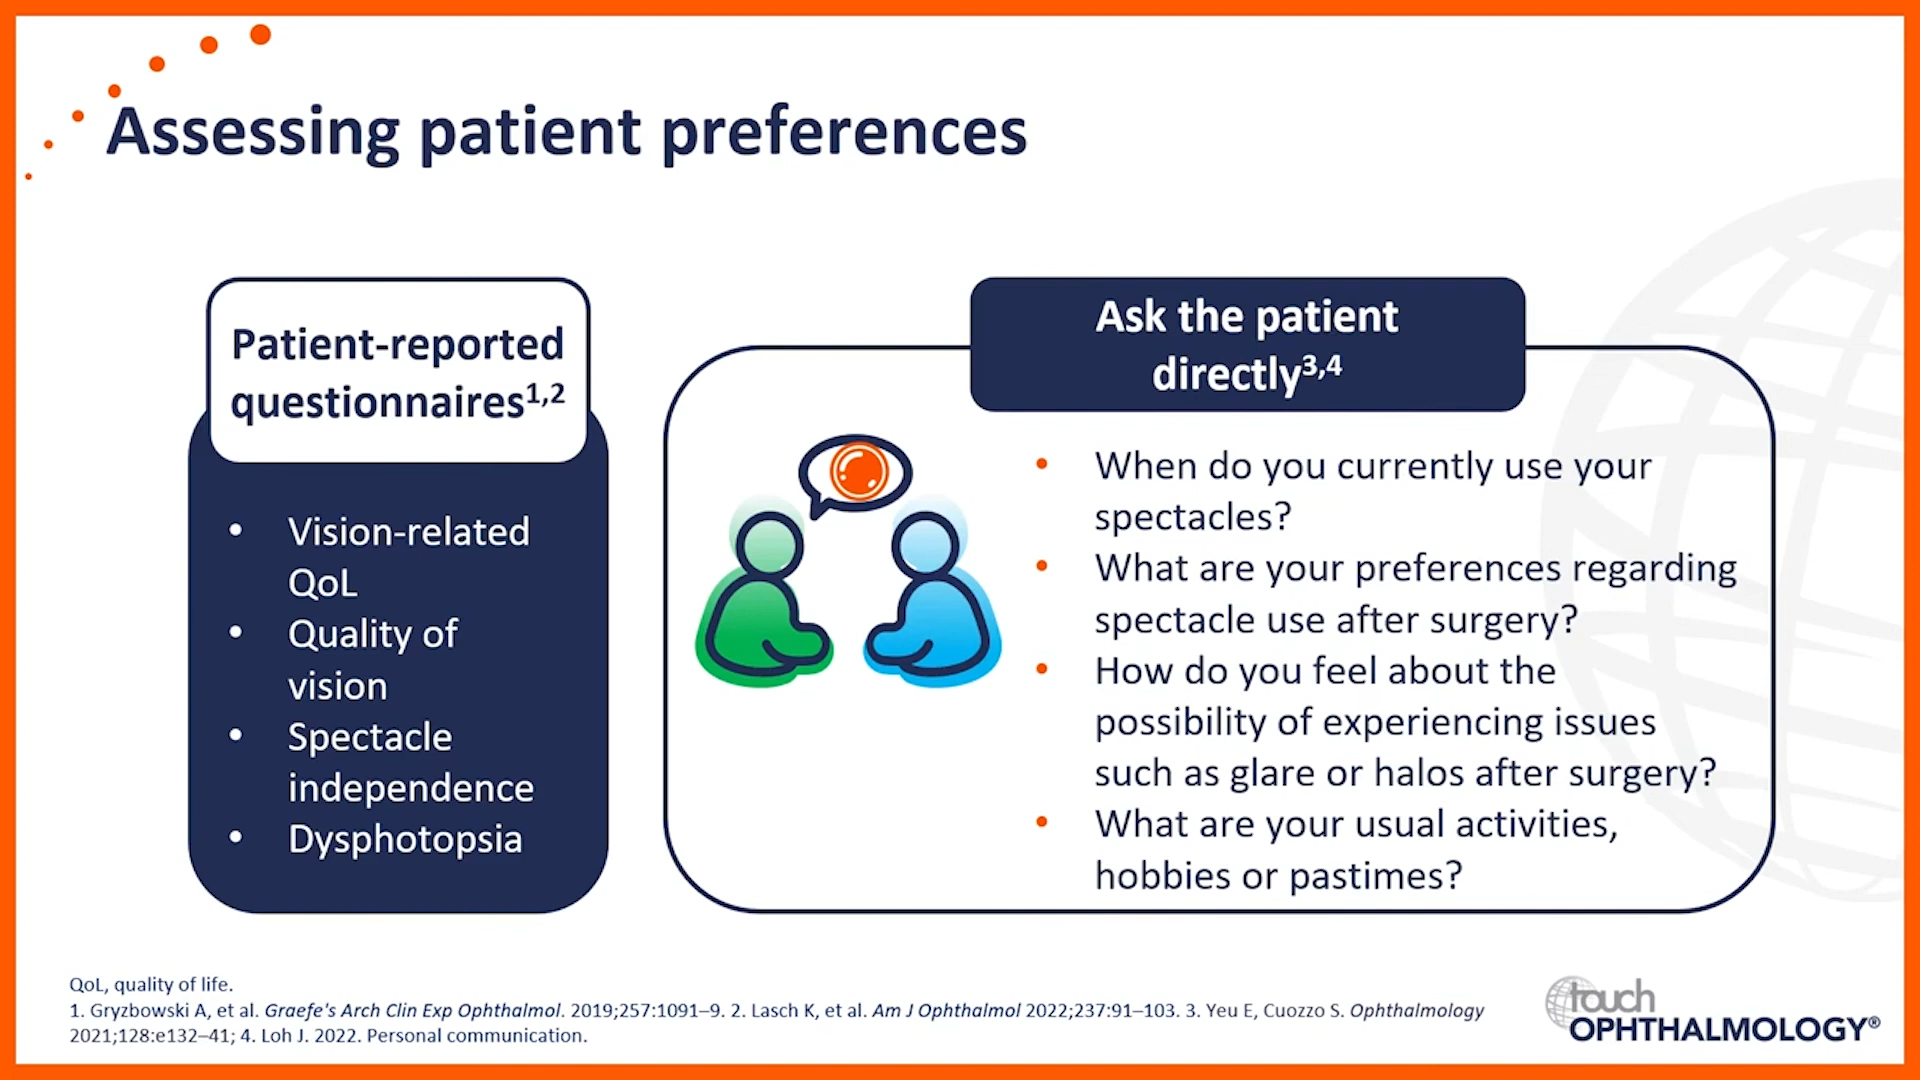 Assessing patient preferences
Patient-reported
questionnaires1,2
• Vision-related
QoL
• Quality of
vision
• Spectacle
independence
• Dysphotopsia
Ask the patient
directly3,4
• When do you currently use your
spectacles?
• What are your preferences regarding
spectacle use after surgery?
• How do you feel about the
possibility of experiencing issues
such as glare or halos after surgery?
• What are your usual activities,
hobbies or pastimes?
QoL, quality of life.
1. Gryzbowski A, et al. Graefe's Arch Clin Exp Ophthalmol. 2019;257:1091–9. 2. Lasch K, et al. Am J Ophthalmol 2022;237:91–103. 3. Yeu E, Cuozzo S. Ophthalmology
2021;128:e132–41; 4. Loh J. 2022. Personal communication.
touch
OPHTHALMOLOGY®